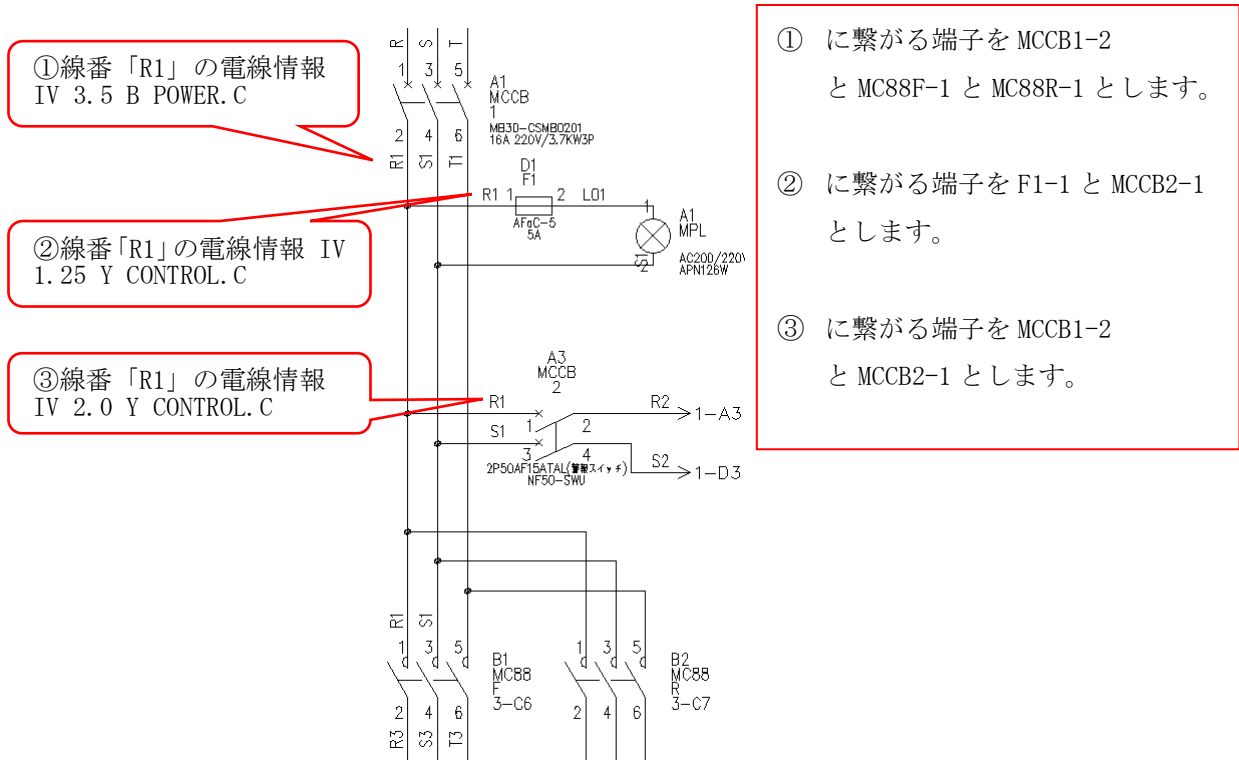 ①線番「R1」の電線情報
IV 3.5 B POWER.C
②線番「R1」の電線情報 IV
1.25 Y CONTROL.C
③線番「R1」の電線情報
IV 2.0 Y CONTROL.C
R S T
1 3 5
A1
MCCB
1
MB30-CSMB0201
16A 220V/3.7KW3P
2 4 6
R1 S1 T1
D1
F1
R1 1 2 L01
AFaC-5
5A
1
A1
MPL
AC200/220V
APN126W
S1
2
A3
MCCB
2
R1 R2
1 2 1-A3
S1
3 4 S2
1-D3
2P50AF15ATAL(警報スイッチ)
NF50-SWU
R1 S1
1 3 5
B1
MC88
F
3-C6
2 4 6
R3 S3 T3
1 3 5
B2
MC88
R
3-C7
2 4 6
① に繋がる端子を MCCB1-2
と MC88F-1 と MC88R-1 とします。
② に繋がる端子を F1-1 と MCCB2-1
とします。
③ に繋がる端子を MCCB1-2
と MCCB2-1 とします。